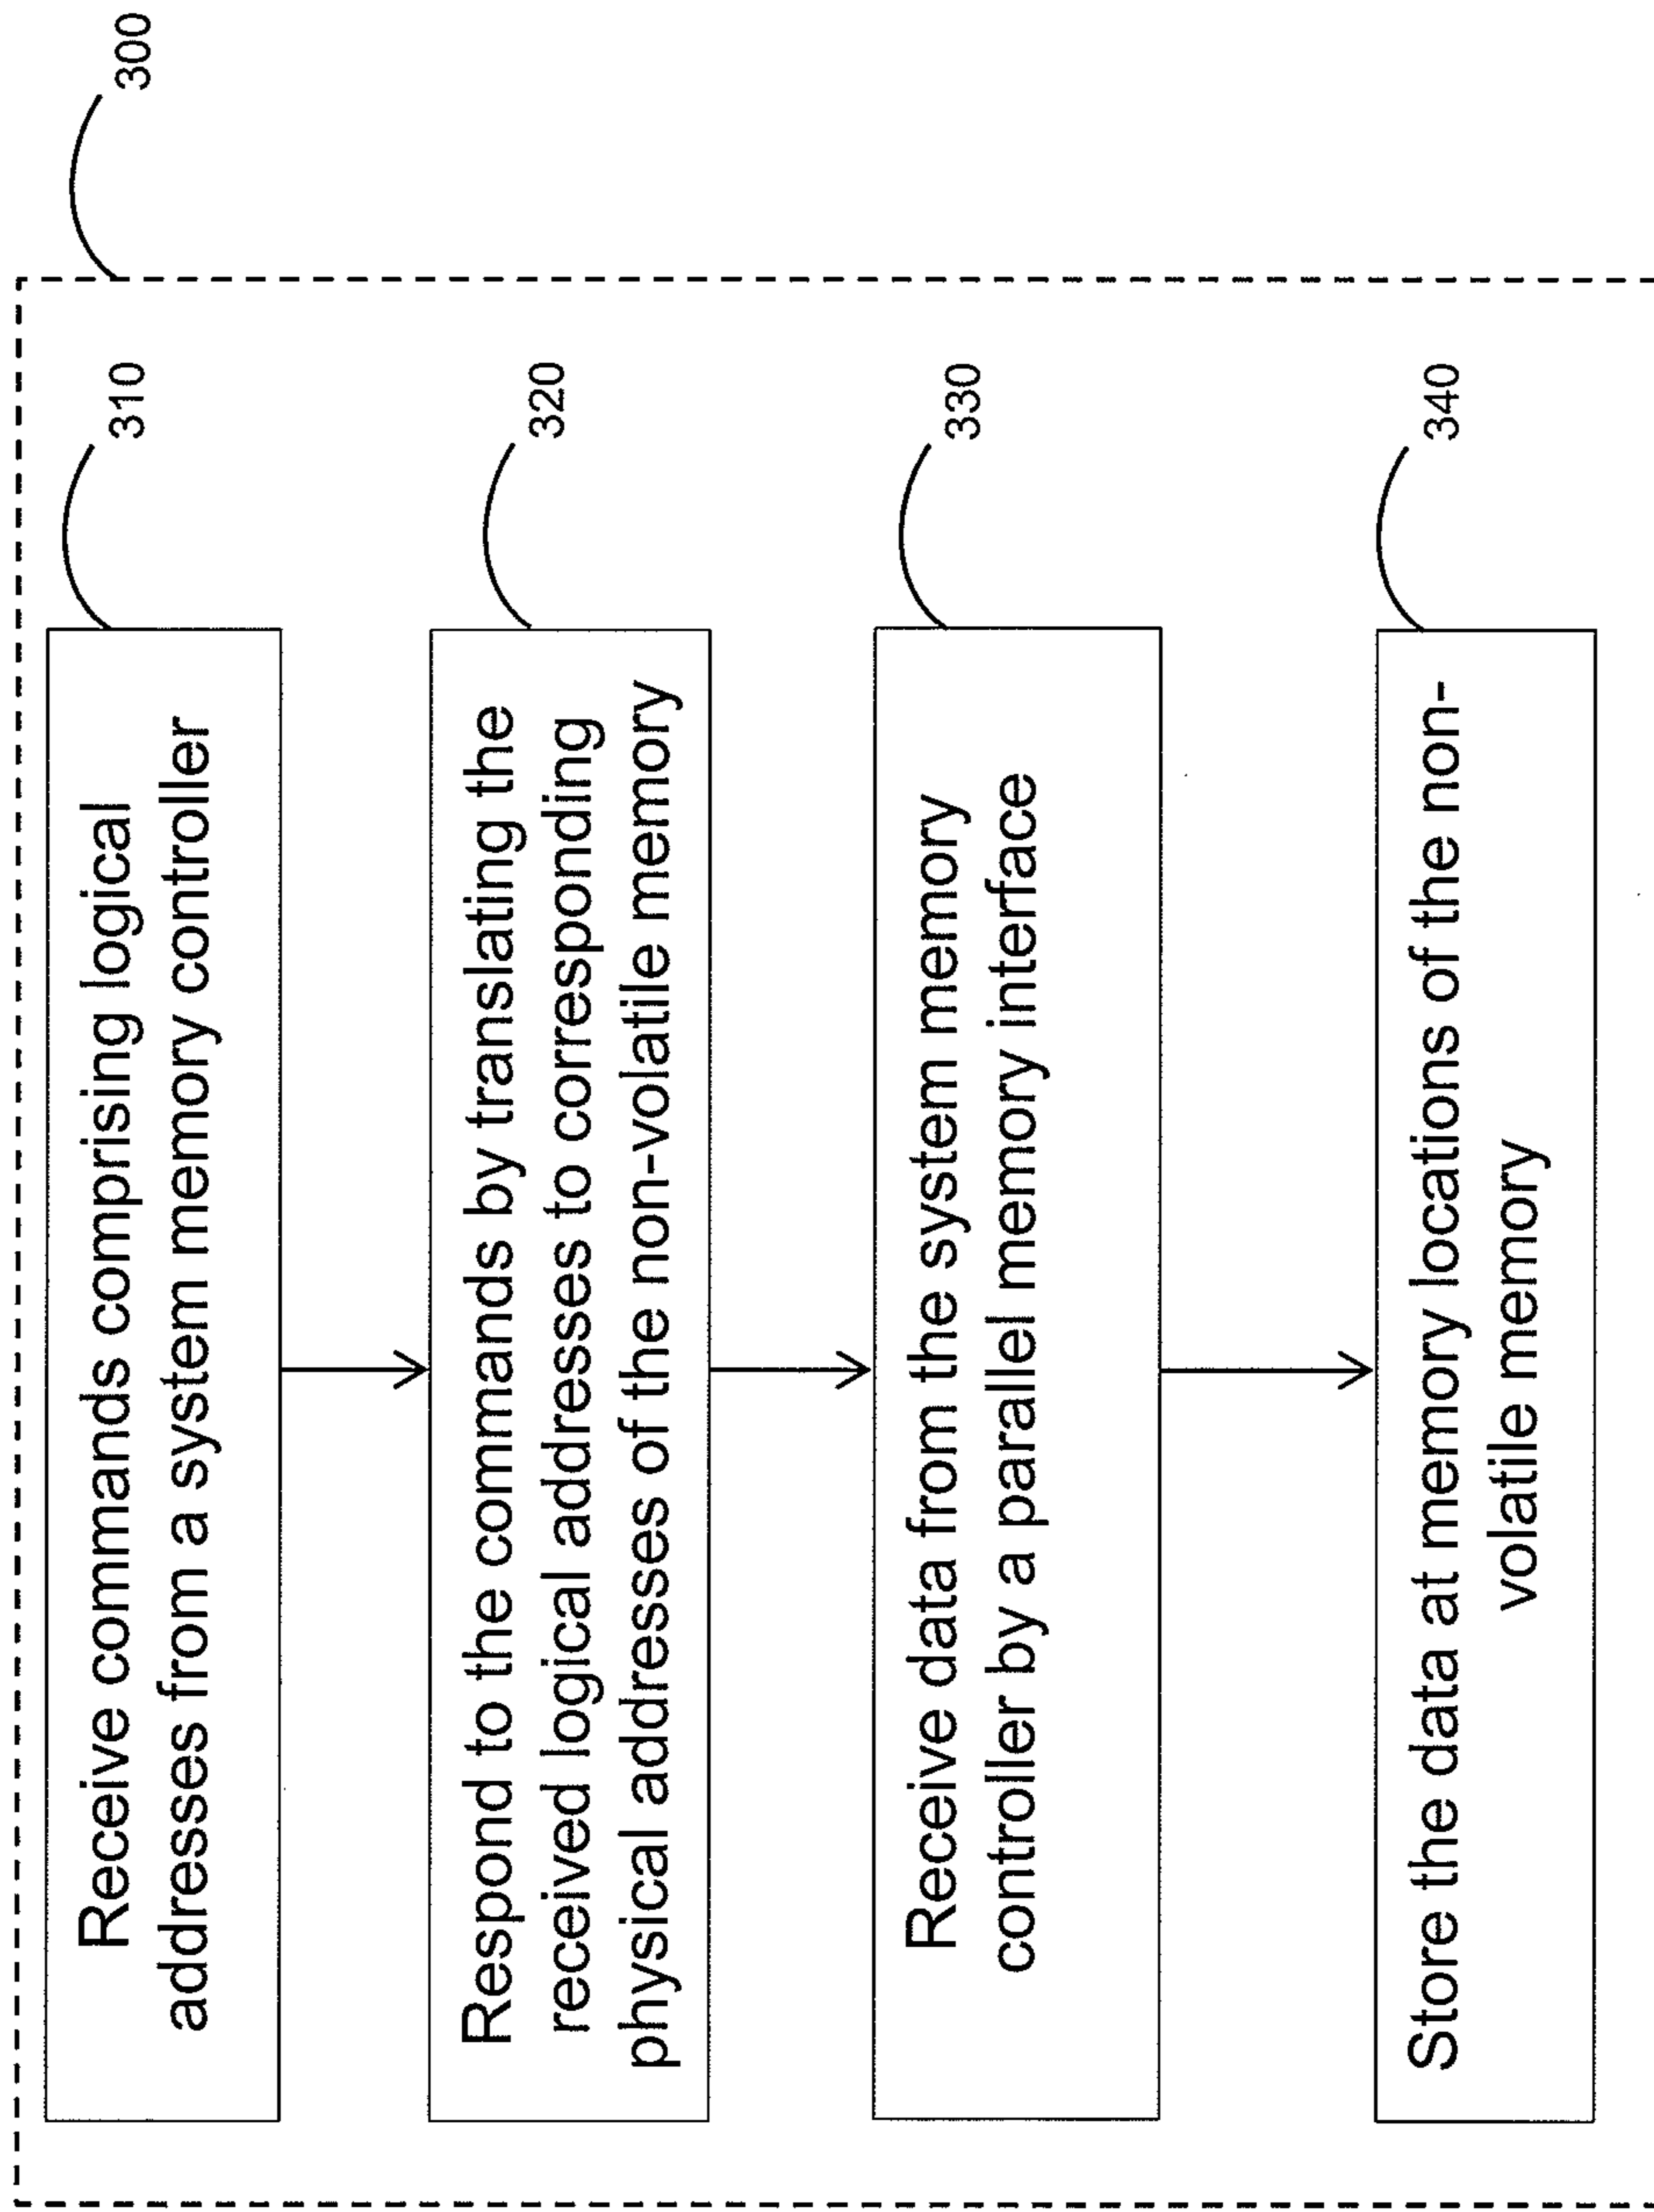 300
310
Receive commands comprising logical
addresses from a system memory controller
320
Respond to the commands by translating the
received logical addresses to corresponding
physical addresses of the non-volatile memory
330
Receive data from the system memory
controller by a parallel memory interface
340
Store the data at memory locations of the non-
volatile memory